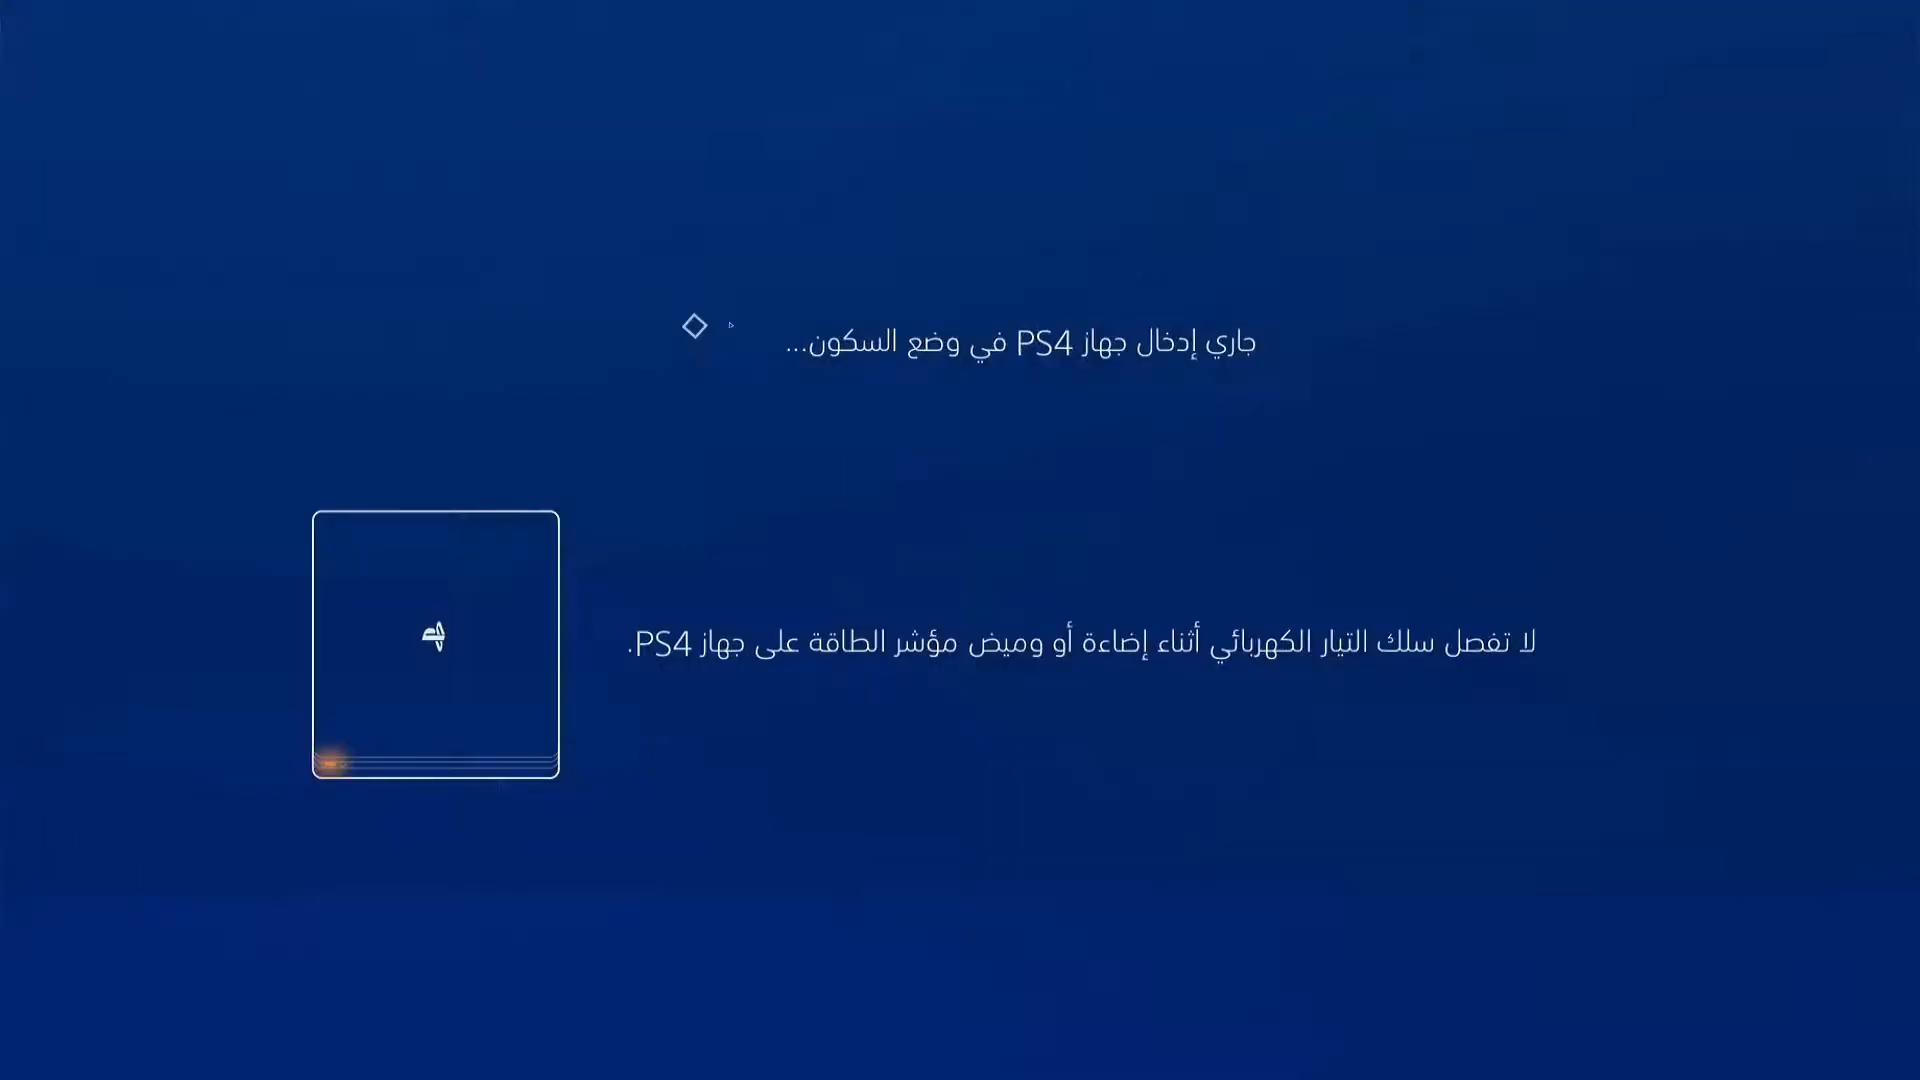 جاري إدخال جهاز PS4 في وضع السكون...
لا تفصل سلك التيار الكهربائي أثناء إضاءة أو وميض مؤشر الطاقة على جهاز PS4.